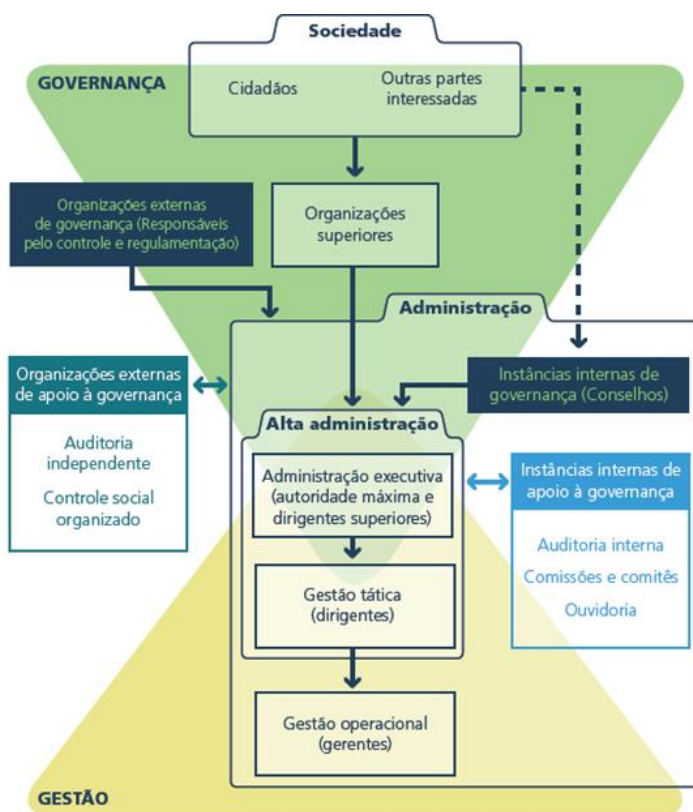 Sociedade
GOVERNANÇA
Cidadãos
Outras partes
interessadas
Organizações externas
de governança (Responsáveis
pelo controle e regulamentação)
Organizações
superiores
Administração
Organizações externas
de apoio à governança
Auditoria
independente
Controle social
organizado
Instâncias internas de
governança (Conselhos)
Alta administração
Administração executiva
(autoridade máxima e
dirigentes superiores)
Instâncias internas de
apoio à governança
Auditoria interna
Comissões e comitês
Ouvidoria
Gestão tática
(dirigentes)
Gestão operacional
(gerentes)
GESTÃO